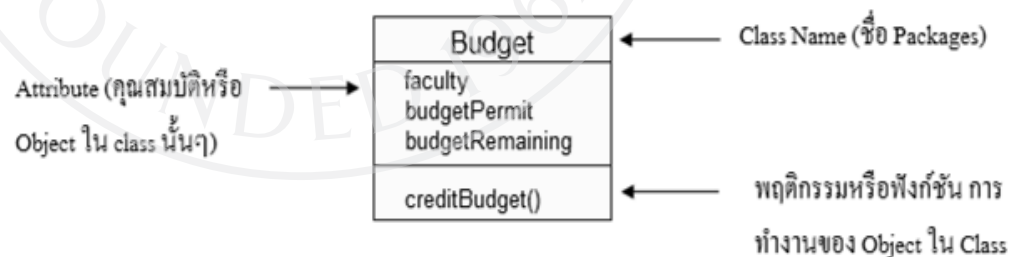 Budget
Class Name (ชื่อ Packages)
Attribute (คุณสมบัติหรือ
Object ใน class นั้นๆ)
faculty
budgetPermit
budgetRemaining
creditBudget()
พฤติกรรมหรือฟังก์ชัน การ
ทำงานของ Object ใน Class
OUNDED 196